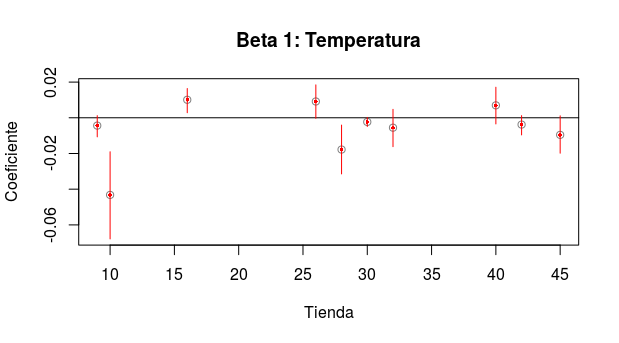 Beta 1: Temperatura
Coeficiente
0.02
-0.02
-0.06
10 15 20 25 30 35 40 45
Tienda